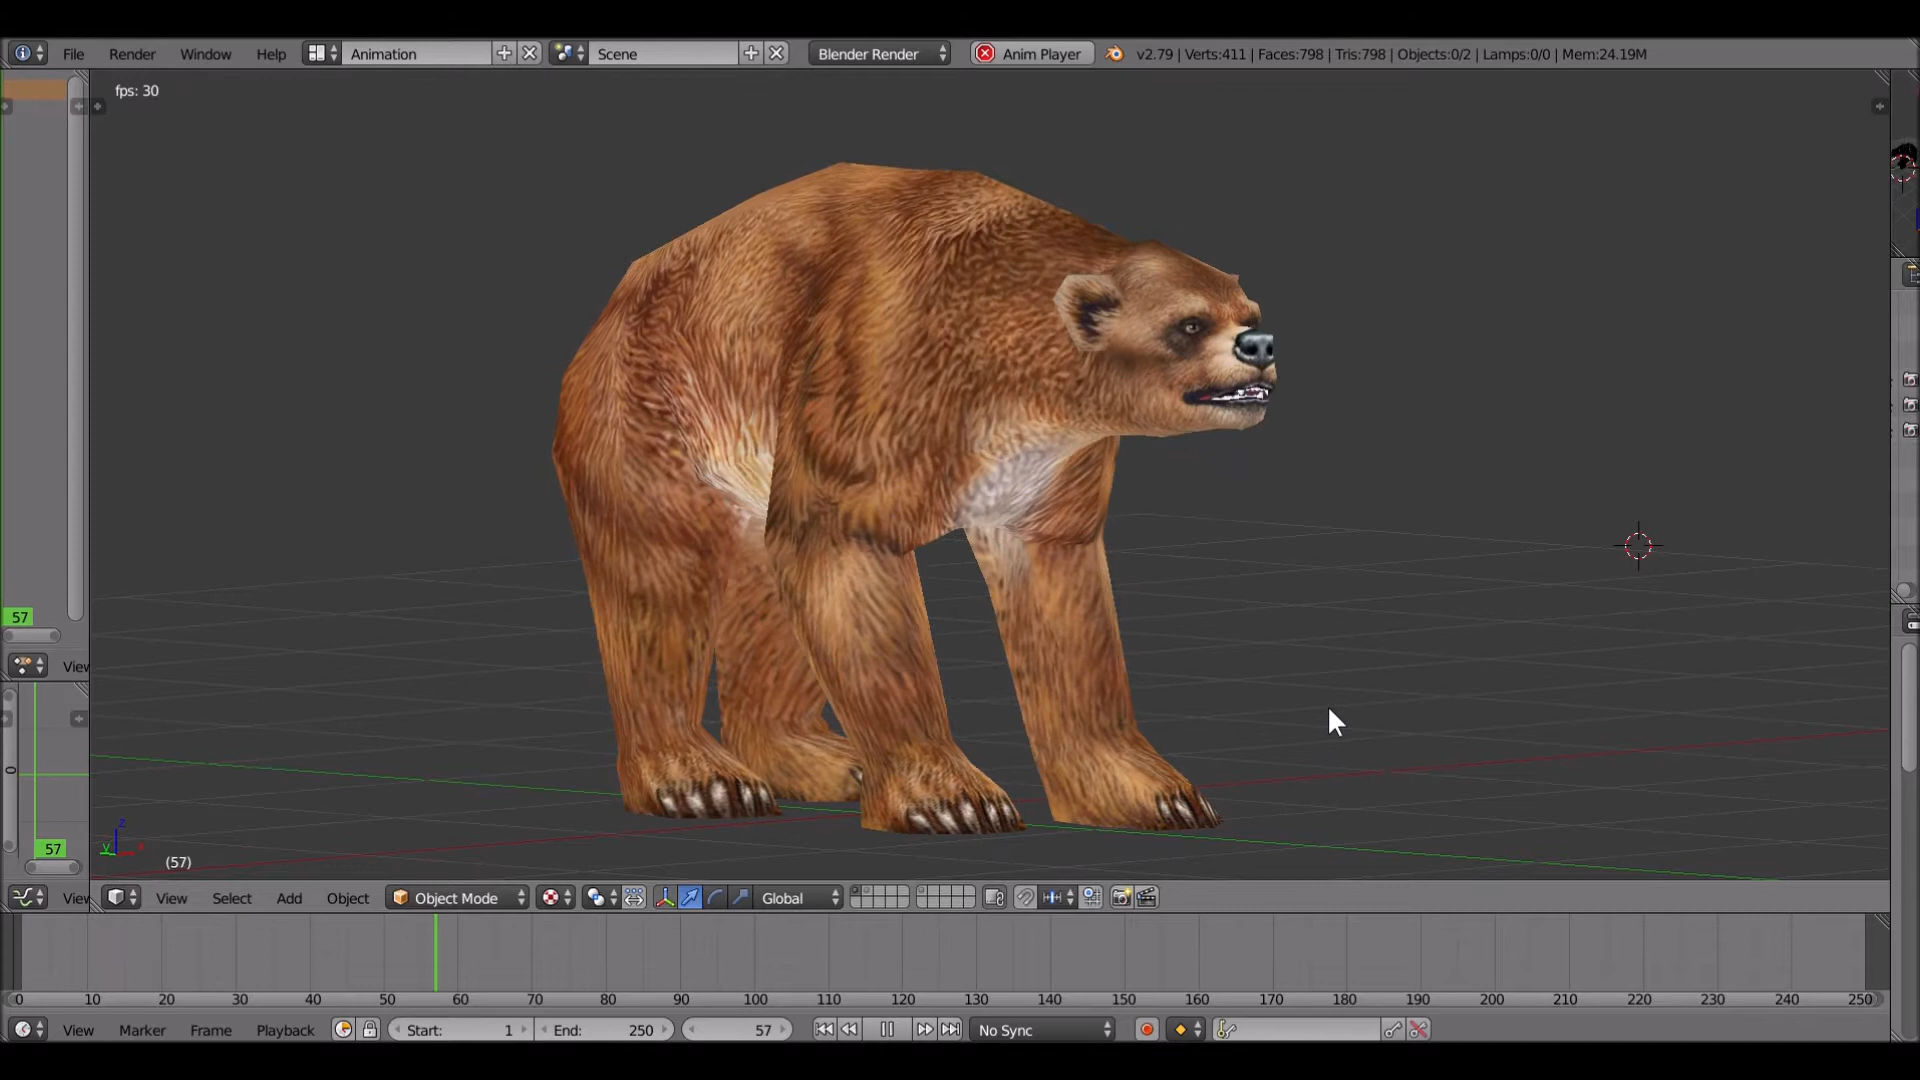 File Render Window Help Animation Scene Blender Render Anim Player v2.79 | Verts:411 | Faces:798 | Tris:798 | Objects:0/2 | Lamps:0/0 | Mem:24.19M
fps: 30
57
View
0
57
z
y x
(57)
View View Select Add Object Object Mode Global
0 10 20 30 40 50 60 70 80 90 100 110 120 130 140 150 160 170 180 190 200 210 220 230 240 250
View Marker Frame Playback Start: 1 End: 250 57 No Sync